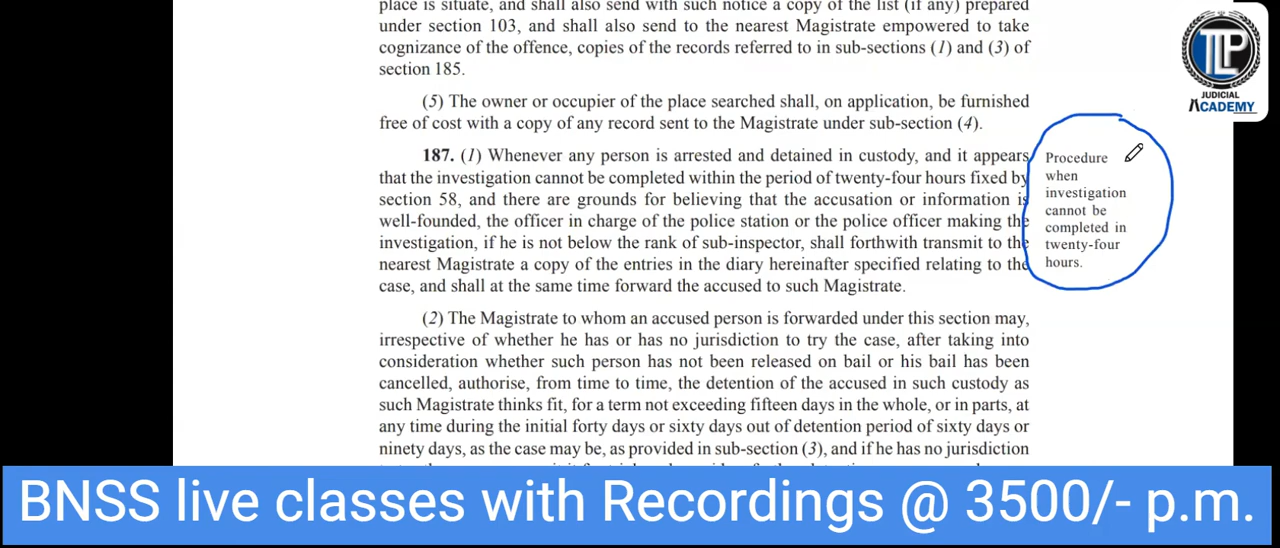 place is situate, and shall also send with such notice a copy of the list (if any) prepared
under section 103, and shall also send to the nearest Magistrate empowered to take
cognizance of the offence, copies of the records referred to in sub-sections (1) and (3) of
section 185.
(5) The owner or occupier of the place searched shall, on application, be furnished
free of cost with a copy of any record sent to the Magistrate under sub-section (4).
187. (1) Whenever any person is arrested and detained in custody, and it appears
that the investigation cannot be completed within the period of twenty-four hours fixed by
section 58, and there are grounds for believing that the accusation or information is
well-founded, the officer in charge of the police station or the police officer making the
investigation, if he is not below the rank of sub-inspector, shall forthwith transmit to the
nearest Magistrate a copy of the entries in the diary hereinafter specified relating to the
case, and shall at the same time forward the accused to such Magistrate.
(2) The Magistrate to whom an accused person is forwarded under this section may,
irrespective of whether he has or has no jurisdiction to try the case, after taking into
consideration whether such person has not been released on bail or his bail has been
cancelled, authorise, from time to time, the detention of the accused in such custody as
such Magistrate thinks fit, for a term not exceeding fifteen days in the whole, or in parts, at
any time during the initial forty days or sixty days out of detention period of sixty days or
ninety days, as the case may be, as provided in sub-section (3), and if he has no jurisdiction
Procedure
when
investigation
cannot be
completed in
twenty-four
hours.
TLP
JUDICIAL
ACADEMY
BNSS live classes with Recordings @ 3500/- p.m.